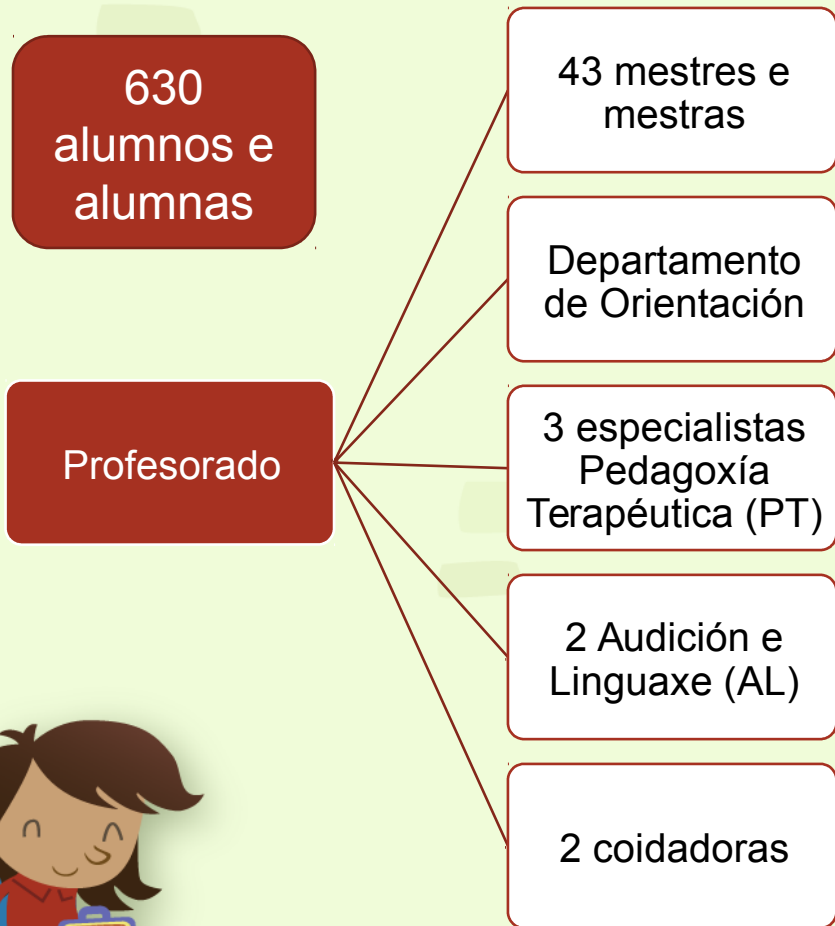 630
alumnos e
alumnas
Profesorado
43 mestres e
mestras
Departamento
de Orientación
3 especialistas
Pedagoxía
Terapéutica (PT)
2 Audición e
Linguaxe (AL)
2 coidadoras